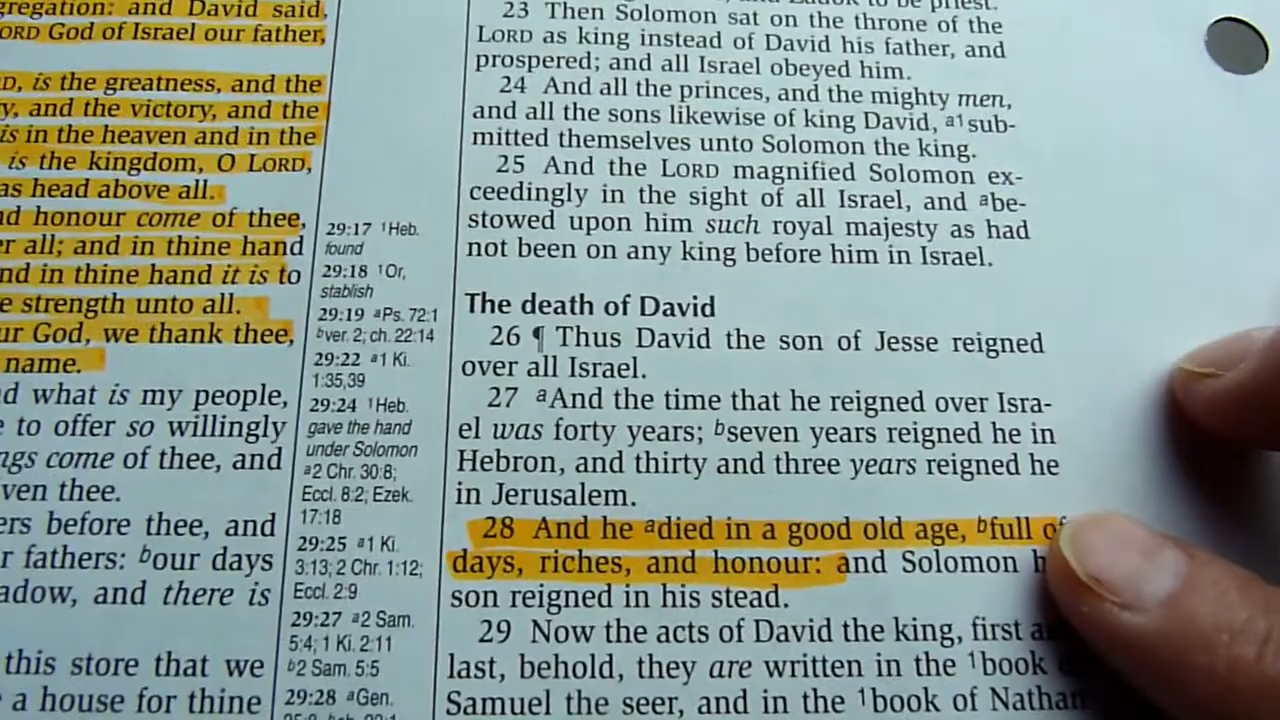 gregation: and David said,
ORD God of Israel our father,
D, is the greatness, and the
y, and the victory, and the
is in the heaven and in the
is the kingdom, O LORD,
as head above all.
nd honour come of thee,
er all; and in thine hand
nd in thine hand it is to
e strength unto all.
ur God, we thank thee,
name.
d what is my people,
e to offer so willingly
ngs come of thee, and
ven thee.
ers before thee, and
r fathers: bour days
adow, and there is
this store that we
a house for thine
29:17 1Heb.
found
29:18 1Or,
stablish
29:19 aPs. 72:1
bver. 2; ch. 22:14
29:22 a1 Ki.
1:35,39
29:24 1Heb.
gave the hand
under Solomon
a2 Chr. 30:8;
Eccl. 8:2; Ezek.
17:18
29:25 a1 Ki.
3:13; 2 Chr. 1:12;
Eccl. 2:9
29:27 a2 Sam.
5:4; 1 Ki. 2:11
b2 Sam. 5:5
29:28 aGen.
to be priest.
23 Then Solomon sat on the throne of the
LORD as king instead of David his father, and
prospered; and all Israel obeyed him.
24 And all the princes, and the mighty men,
and all the sons likewise of king David, a1sub-
mitted themselves unto Solomon the king.
25 And the LORD magnified Solomon ex-
ceedingly in the sight of all Israel, and abe-
stowed upon him such royal majesty as had
not been on any king before him in Israel.
The death of David
26 ¶ Thus David the son of Jesse reigned
over all Israel.
27 aAnd the time that he reigned over Isra-
el was forty years; bseven years reigned he in
Hebron, and thirty and three years reigned he
in Jerusalem.
28 And he adied in a good old age, bfull of
days, riches, and honour: and Solomon h
son reigned in his stead.
29 Now the acts of David the king, first a
last, behold, they are written in the 1book
Samuel the seer, and in the 1book of Nathan